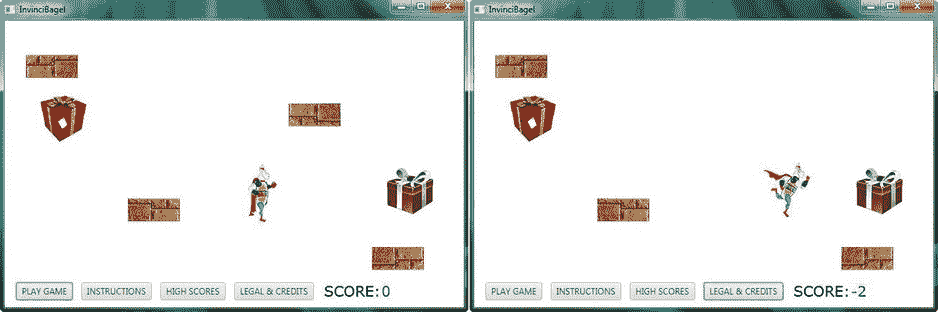 InvinciBagel
PLAY GAME INSTRUCTIONS HIGH SCORES LEGAL & CREDITS SCORE: 0
InvinciBagel
PLAY GAME INSTRUCTIONS HIGH SCORES LEGAL & CREDITS SCORE: -2